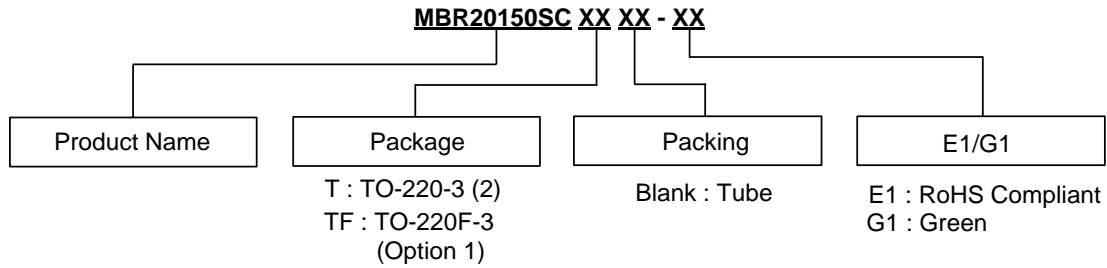 MBR20150SC XX XX - XX
Product Name
Package
Packing
E1/G1
T : TO-220-3 (2)
TF : TO-220F-3
(Option 1)
Blank : Tube
E1 : RoHS Compliant
G1 : Green